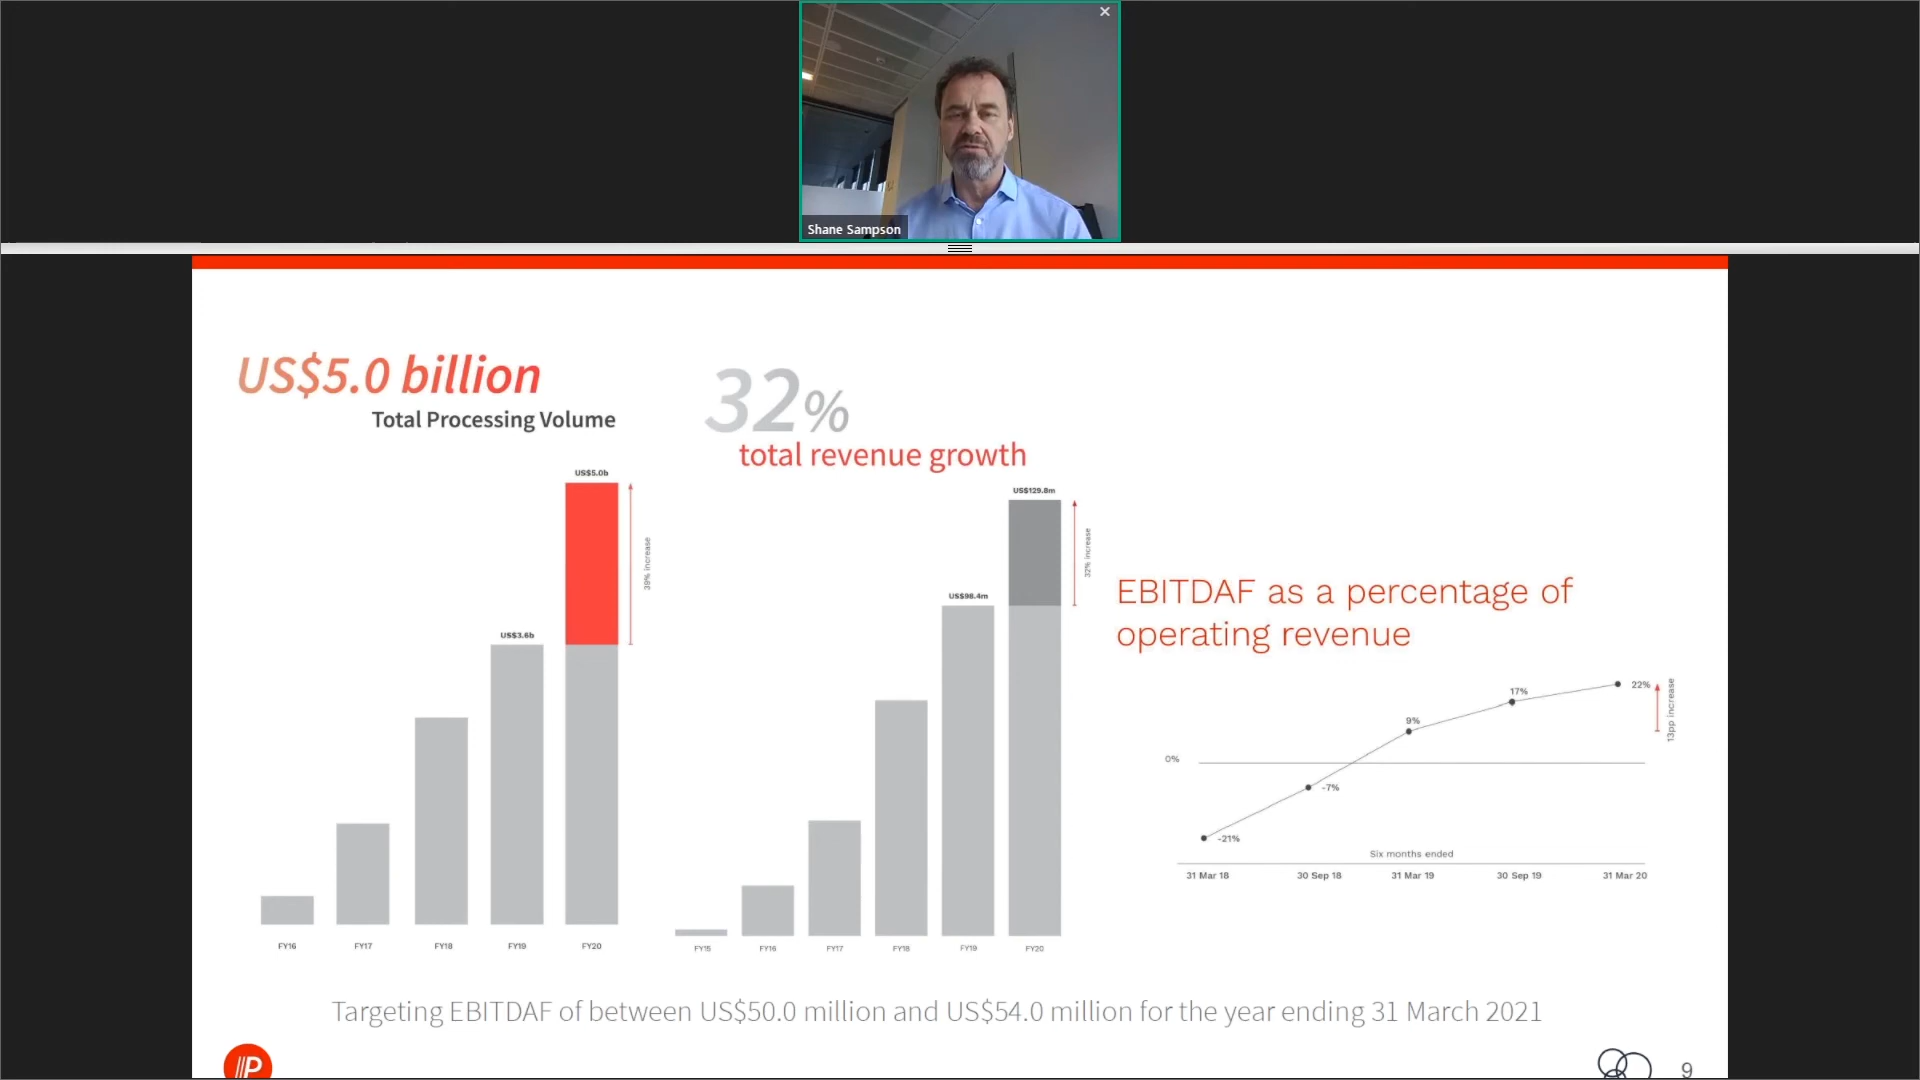 Shane Sampson
US$5.0 billion
Total Processing Volume
US$5.0b
39% increase
US$3.6b
FY16 FY17 FY18 FY19 FY20
32%
total revenue growth
US$129.8m
32% increase
US$98.4m
FY15 FY16 FY17 FY18 FY19 FY20
EBITDAF as a percentage of
operating revenue
22%
13pp increase
17%
9%
0%
-7%
-21%
Six months ended
31 Mar 18 30 Sep 18 31 Mar 19 30 Sep 19 31 Mar 20
Targeting EBITDAF of between US$50.0 million and US$54.0 million for the year ending 31 March 2021
P
9